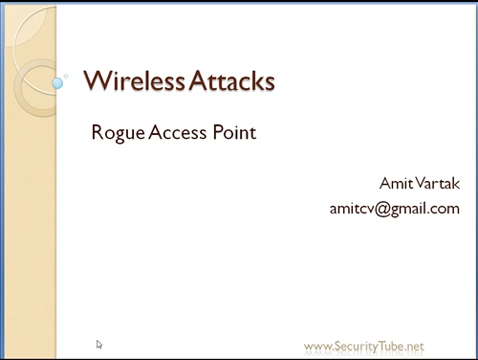 Wireless Attacks
Rogue Access Point
Amit Vartak
amitcv@gmail.com
www.SecurityTube.net